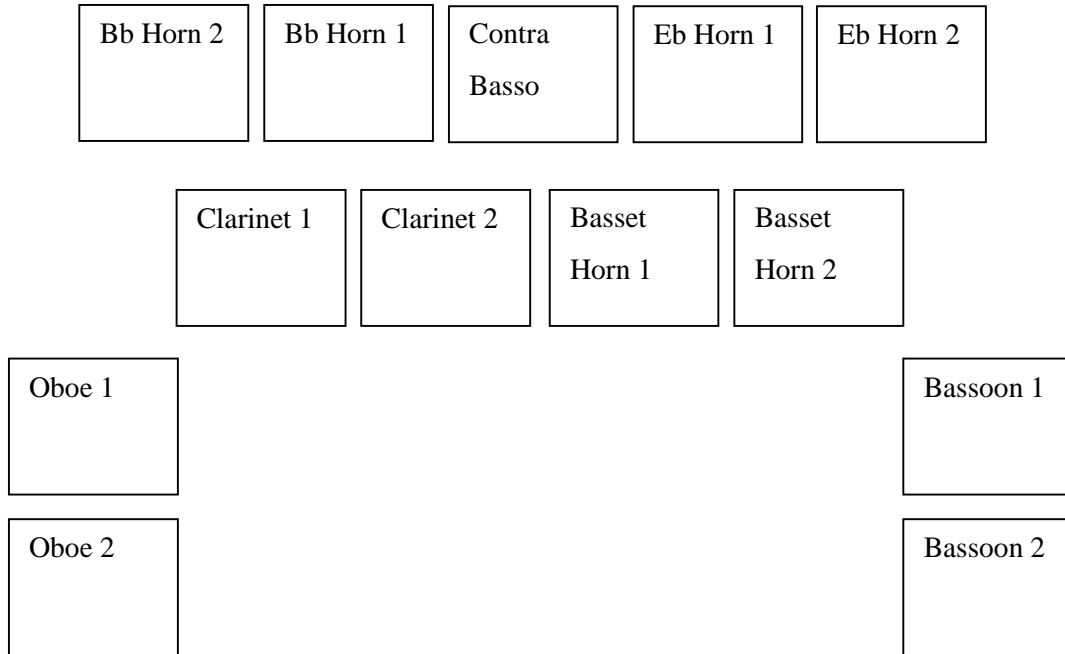 Bb Horn 2
Bb Horn 1
Contra
Basso
Eb Horn 1
Eb Horn 2
Clarinet 1
Clarinet 2
Basset
Horn 1
Basset
Horn 2
Oboe 1
Bassoon 1
Oboe 2
Bassoon 2